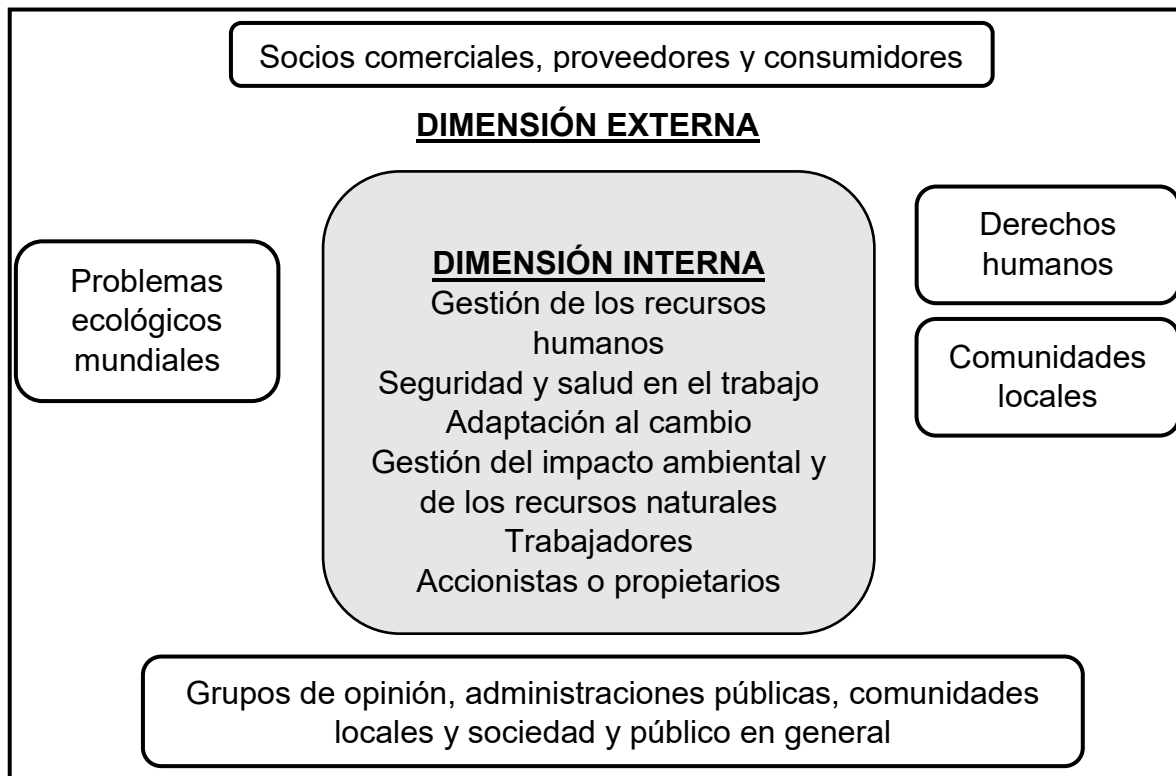 Socios comerciales, proveedores y consumidores
DIMENSIÓN EXTERNA
Problemas
ecológicos
mundiales
DIMENSIÓN INTERNA
Gestión de los recursos
humanos
Seguridad y salud en el trabajo
Adaptación al cambio
Gestión del impacto ambiental y
de los recursos naturales
Trabajadores
Accionistas o propietarios
Derechos
humanos
Comunidades
locales
Grupos de opinión, administraciones públicas, comunidades
locales y sociedad y público en general